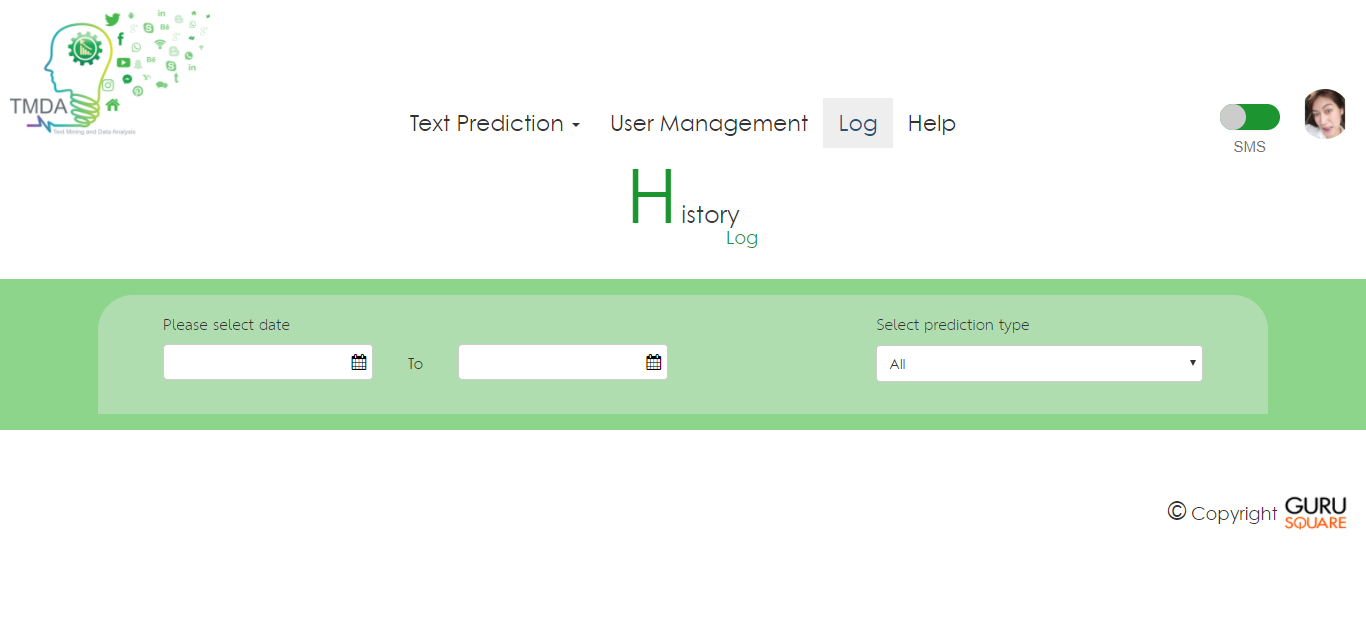 TMDA
Text Mining and Data Analysis
Text Prediction
User Management
Log
Help
SMS
History
Log
Please select date
Select prediction type
To
All
© Copyright GURU
SQUARE